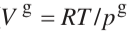 V^g = RT/p^g